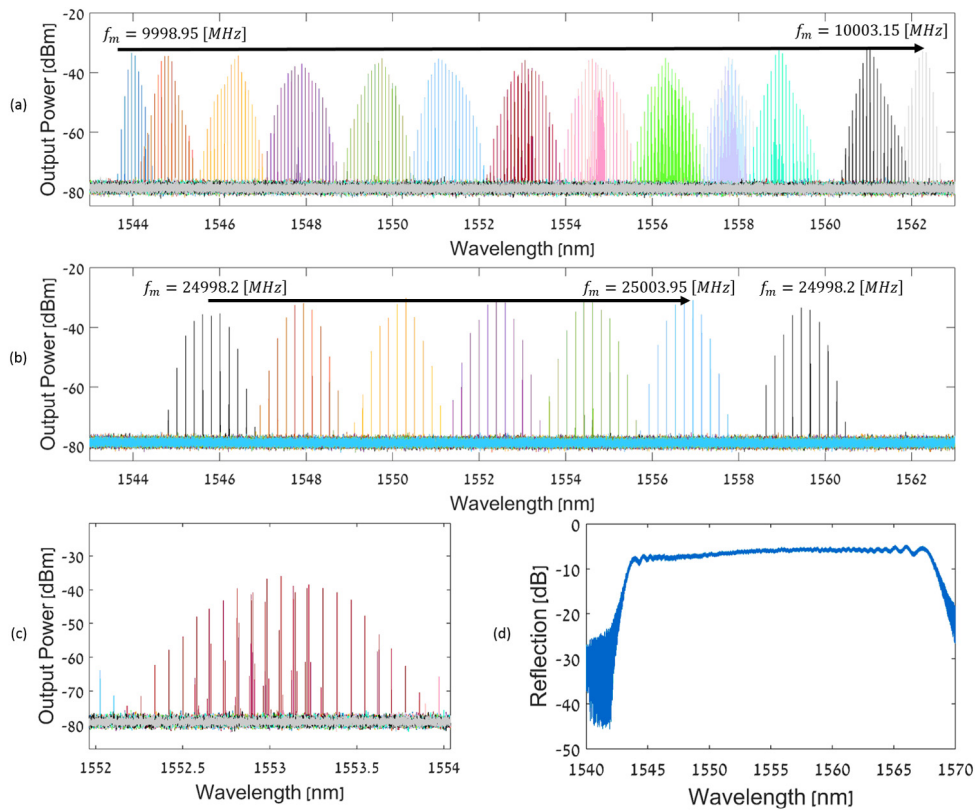 -20
f_m = 9998.95 [MHz]
f_m = 10003.15 [MHz]
-40
(a)
-60
-80
Output Power [dBm]
1544 1546 1548 1550 1552 1554 1556 1558 1560 1562
Wavelength [nm]
-20
f_m = 24998.2 [MHz]
f_m = 25003.95 [MHz]
f_m = 24998.2 [MHz]
-40
(b)
-60
-80
Output Power [dBm]
1544 1546 1548 1550 1552 1554 1556 1558 1560 1562
Wavelength [nm]
-30
-40
-50
(c)
-60
-70
-80
Output Power [dBm]
1552 1552.5 1553 1553.5 1554
Wavelength [nm]
0
-10
-20
(d)
-30
-40
-50
Reflection [dB]
1540 1545 1550 1555 1560 1565 1570
Wavelength [nm]